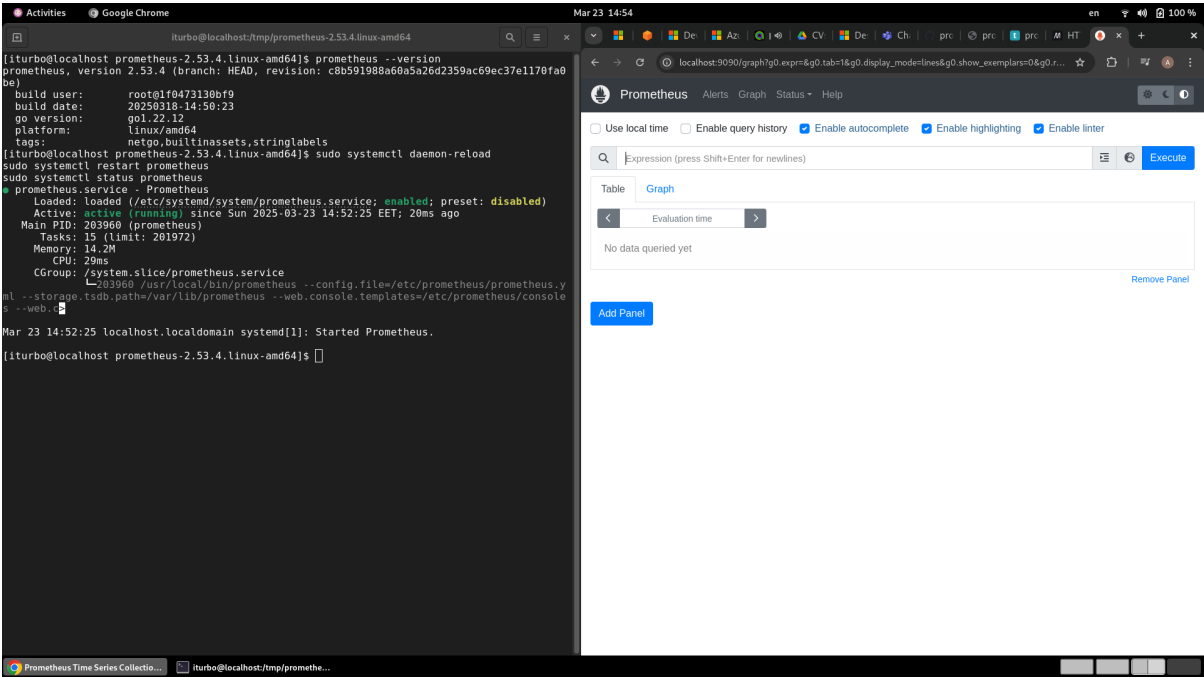 Activities
Google Chrome
Mar 23 14:54
en
100 %
iturbo@localhost:/tmp/prometheus-2.53.4.linux-amd64
[iturbo@localhost prometheus-2.53.4.linux-amd64]$ prometheus --version
prometheus, version 2.53.4 (branch: HEAD, revision: c8b591988a60a5a26d2359ac69ec37e1170fa0
be)
build user: root@1f0473130bf9
build date: 20250318-14:50:23
go version: go1.22.12
platform: linux/amd64
tags: netgo,builtinassets,stringlabels
[iturbo@localhost prometheus-2.53.4.linux-amd64]$ sudo systemctl daemon-reload
sudo systemctl restart prometheus
sudo systemctl status prometheus
● prometheus.service - Prometheus
Loaded: loaded (/etc/systemd/system/prometheus.service; enabled; preset: disabled)
Active: active (running) since Sun 2025-03-23 14:52:25 EET; 20ms ago
Main PID: 203960 (prometheus)
Tasks: 15 (limit: 201972)
Memory: 14.2M
CPU: 29ms
CGroup: /system.slice/prometheus.service
└─203960 /usr/local/bin/prometheus --config.file=/etc/prometheus/prometheus.y
ml --storage.tsdb.path=/var/lib/prometheus --web.console.templates=/etc/prometheus/console
s --web.c>
Mar 23 14:52:25 localhost.localdomain systemd[1]: Started Prometheus.
[iturbo@localhost prometheus-2.53.4.linux-amd64]$
De
Az
CV
De
Ch
pro
pro
pro
HT
localhost:9090/graph?g0.expr=&g0.tab=1&g0.display_mode=lines&g0.show_exemplars=0&g0.r...
Prometheus
Alerts
Graph
Status
Help
Use local time
Enable query history
Enable autocomplete
Enable highlighting
Enable linter
Expression (press Shift+Enter for newlines)
Execute
Table
Graph
< Evaluation time >
No data queried yet
Remove Panel
Add Panel
Prometheus Time Series Collectio...
iturbo@localhost:/tmp/promethe...